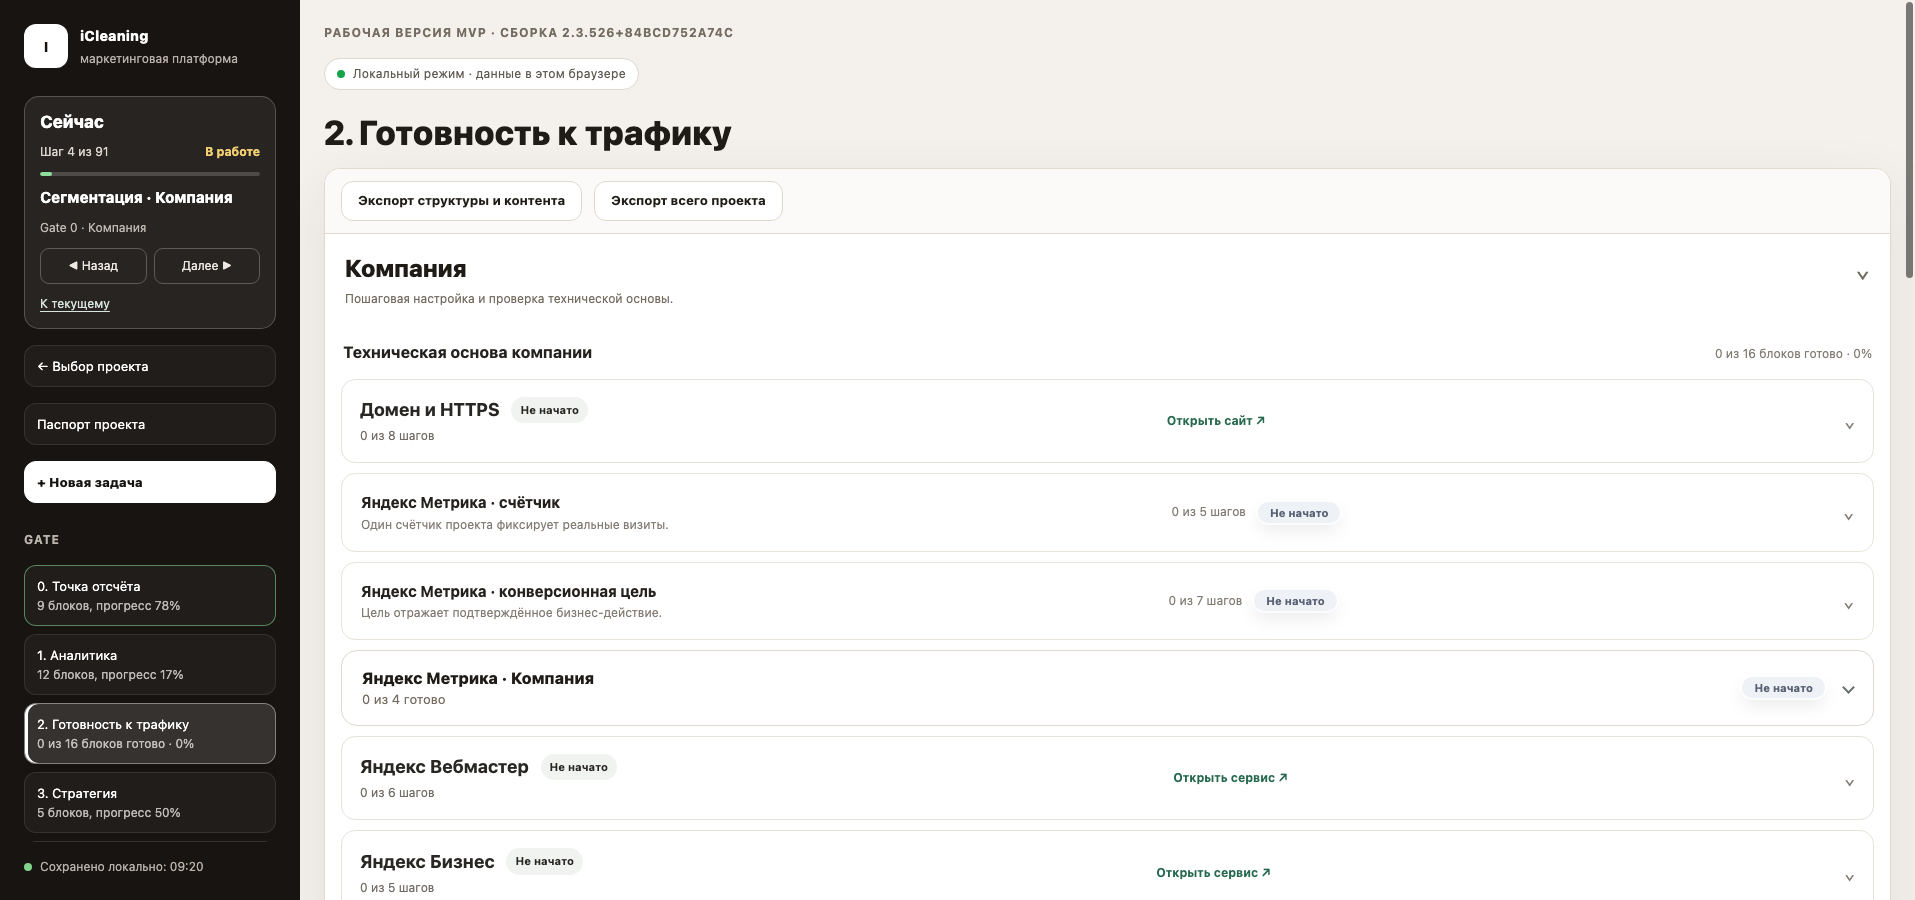 I
iCleaning
маркетинговая платформа
Сейчас
Шаг 4 из 91
В работе
Сегментация · Компания
Gate 0 · Компания
◀ Назад
Далее ▶
К текущему
← Выбор проекта
Паспорт проекта
+ Новая задача
GATE
0. Точка отсчёта
9 блоков, прогресс 78%
1. Аналитика
12 блоков, прогресс 17%
2. Готовность к трафику
0 из 16 блоков готово · 0%
3. Стратегия
5 блоков, прогресс 50%
Сохранено локально: 09:20
РАБОЧАЯ ВЕРСИЯ MVP · СБОРКА 2.3.526+84BCD752A74C
Локальный режим · данные в этом браузере
2. Готовность к трафику
Экспорт структуры и контента
Экспорт всего проекта
Компания
Пошаговая настройка и проверка технической основы.
Техническая основа компании
0 из 16 блоков готово · 0%
Домен и HTTPS
Не начато
0 из 8 шагов
Открыть сайт ↗
Яндекс Метрика · счётчик
Один счётчик проекта фиксирует реальные визиты.
0 из 5 шагов
Не начато
Яндекс Метрика · конверсионная цель
Цель отражает подтверждённое бизнес-действие.
0 из 7 шагов
Не начато
Яндекс Метрика · Компания
0 из 4 готово
Не начато
Яндекс Вебмастер
Не начато
0 из 6 шагов
Открыть сервис ↗
Яндекс Бизнес
Не начато
0 из 5 шагов
Открыть сервис ↗